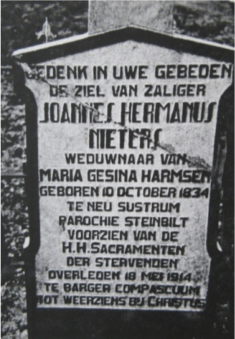 GEDENK IN UWE GEBEDEN
DE ZIEL VAN ZALIGER
JOANNES HERMANUS
NIETERS
WEDUWNAAR VAN
MARIA GESINA HARMSEN
GEBOREN 10 OCTOBER 1834
TE NEU SUSTRUM
PAROCHIE STEINBILT
VOORZIEN VAN DE
H.H. SACRAMENTEN
DER STERVENDEN
OVERLEDEN 18 MEI 1914
TE BARGER COMPASCUUM
TOT WEERZIENS BIJ CHRISTUS